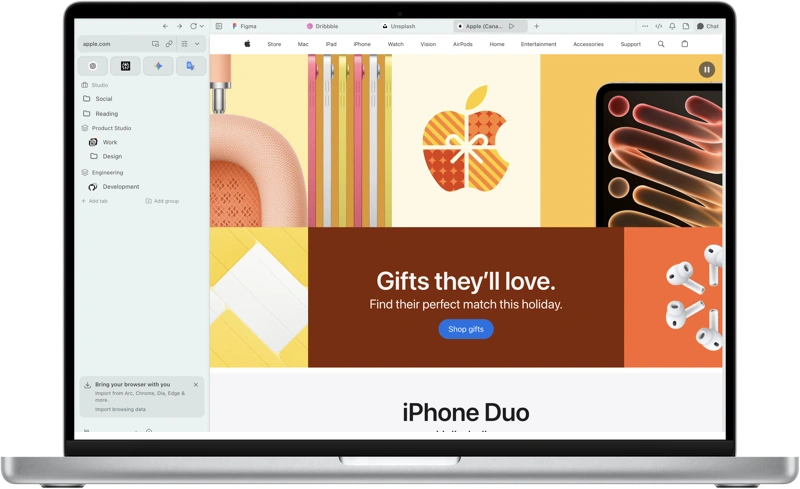 Figma
Dribbble
Unsplash
Apple (Cana...
Chat
apple.com
Store
Mac
iPad
iPhone
Watch
Vision
AirPods
Home
Entertainment
Accessories
Support
Studio
Social
Reading
Product Studio
Work
Design
Engineering
Development
Add tab
Add group
Gifts they’ll love.
Find their perfect match this holiday.
Shop gifts
Bring your browser with you
Import from Arc, Chrome, Dia, Edge &
more.
Import browsing data
iPhone Duo